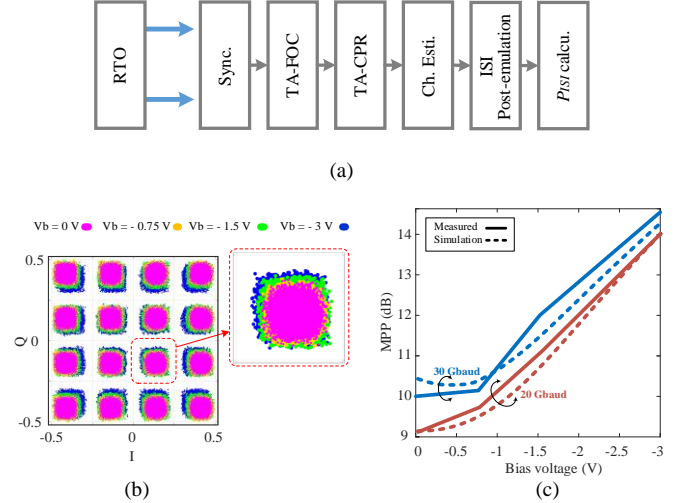 RTO
Sync.
TA-FOC
TA-CPR
Ch. Esti.
ISI
Post-emulation
PISI calcu.
(a)
Vb = 0 V
Vb = - 0.75 V
Vb = - 1.5 V
Vb = - 3 V
0.5
Q
0
-0.5
-0.5
0
0.5
I
(b)
Measured
Simulation
14
13
12
11
10
9
MPP (dB)
30 Gbaud
20 Gbaud
0
-0.5
-1
-1.5
-2
-2.5
-3
Bias voltage (V)
(c)